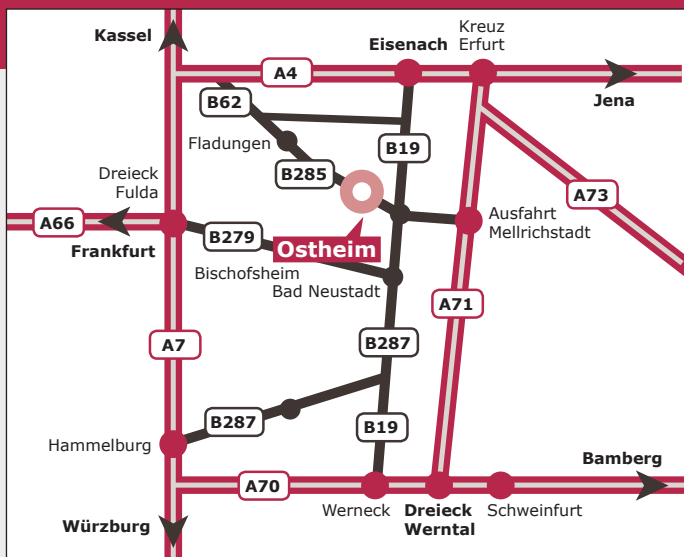 Kassel
Kreuz
Erfurt
Eisenach
A4
Jena
B62
Fladungen
B19
B285
Dreieck
Fulda
A73
A66
Ausfahrt
Mellrichstadt
B279
Ostheim
Frankfurt
Bischofsheim
Bad Neustadt
A71
A7
B287
B287
B19
Hammelburg
Bamberg
A70
Werneck
Dreieck
Werntal
Schweinfurt
Würzburg